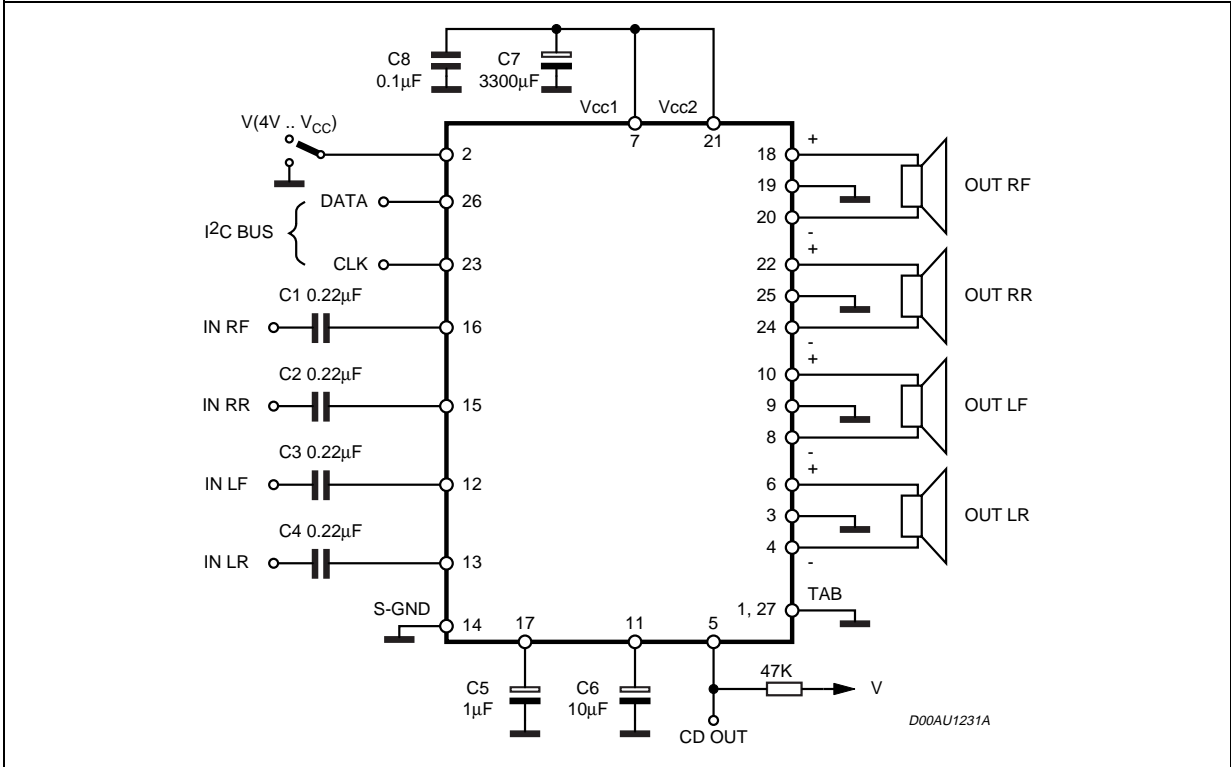 C8
0.1µF
C7
3300µF
Vcc1
Vcc2
7
21
V(4V .. VCC)
2
DATA
26
I2C BUS
CLK
23
C1 0.22µF
IN RF
16
C2 0.22µF
IN RR
15
C3 0.22µF
IN LF
12
C4 0.22µF
IN LR
13
S-GND
14
17
11
5
C5
1µF
C6
10µF
CD OUT
47K
V
+
18
19
20
-
OUT RF
+
22
25
24
-
OUT RR
+
10
9
8
-
OUT LF
+
6
3
4
-
OUT LR
TAB
1, 27
D00AU1231A